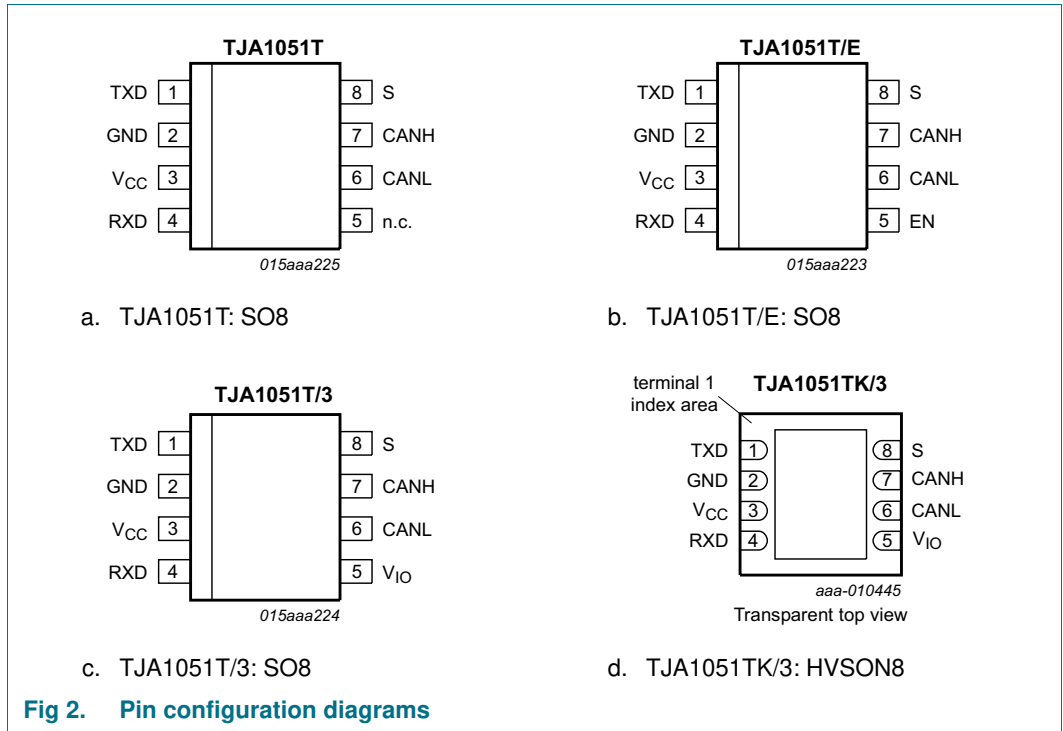 TJA1051T
TXD 1
GND 2
VCC 3
RXD 4
8 S
7 CANH
6 CANL
5 n.c.
015aaa225
a. TJA1051T: SO8
TJA1051T/E
TXD 1
GND 2
VCC 3
RXD 4
8 S
7 CANH
6 CANL
5 EN
015aaa223
b. TJA1051T/E: SO8
TJA1051T/3
TXD 1
GND 2
VCC 3
RXD 4
8 S
7 CANH
6 CANL
5 VIO
015aaa224
c. TJA1051T/3: SO8
terminal 1
index area
TJA1051TK/3
TXD 1
GND 2
VCC 3
RXD 4
8 S
7 CANH
6 CANL
5 VIO
aaa-010445
Transparent top view
d. TJA1051TK/3: HVSON8
Fig 2. Pin configuration diagrams